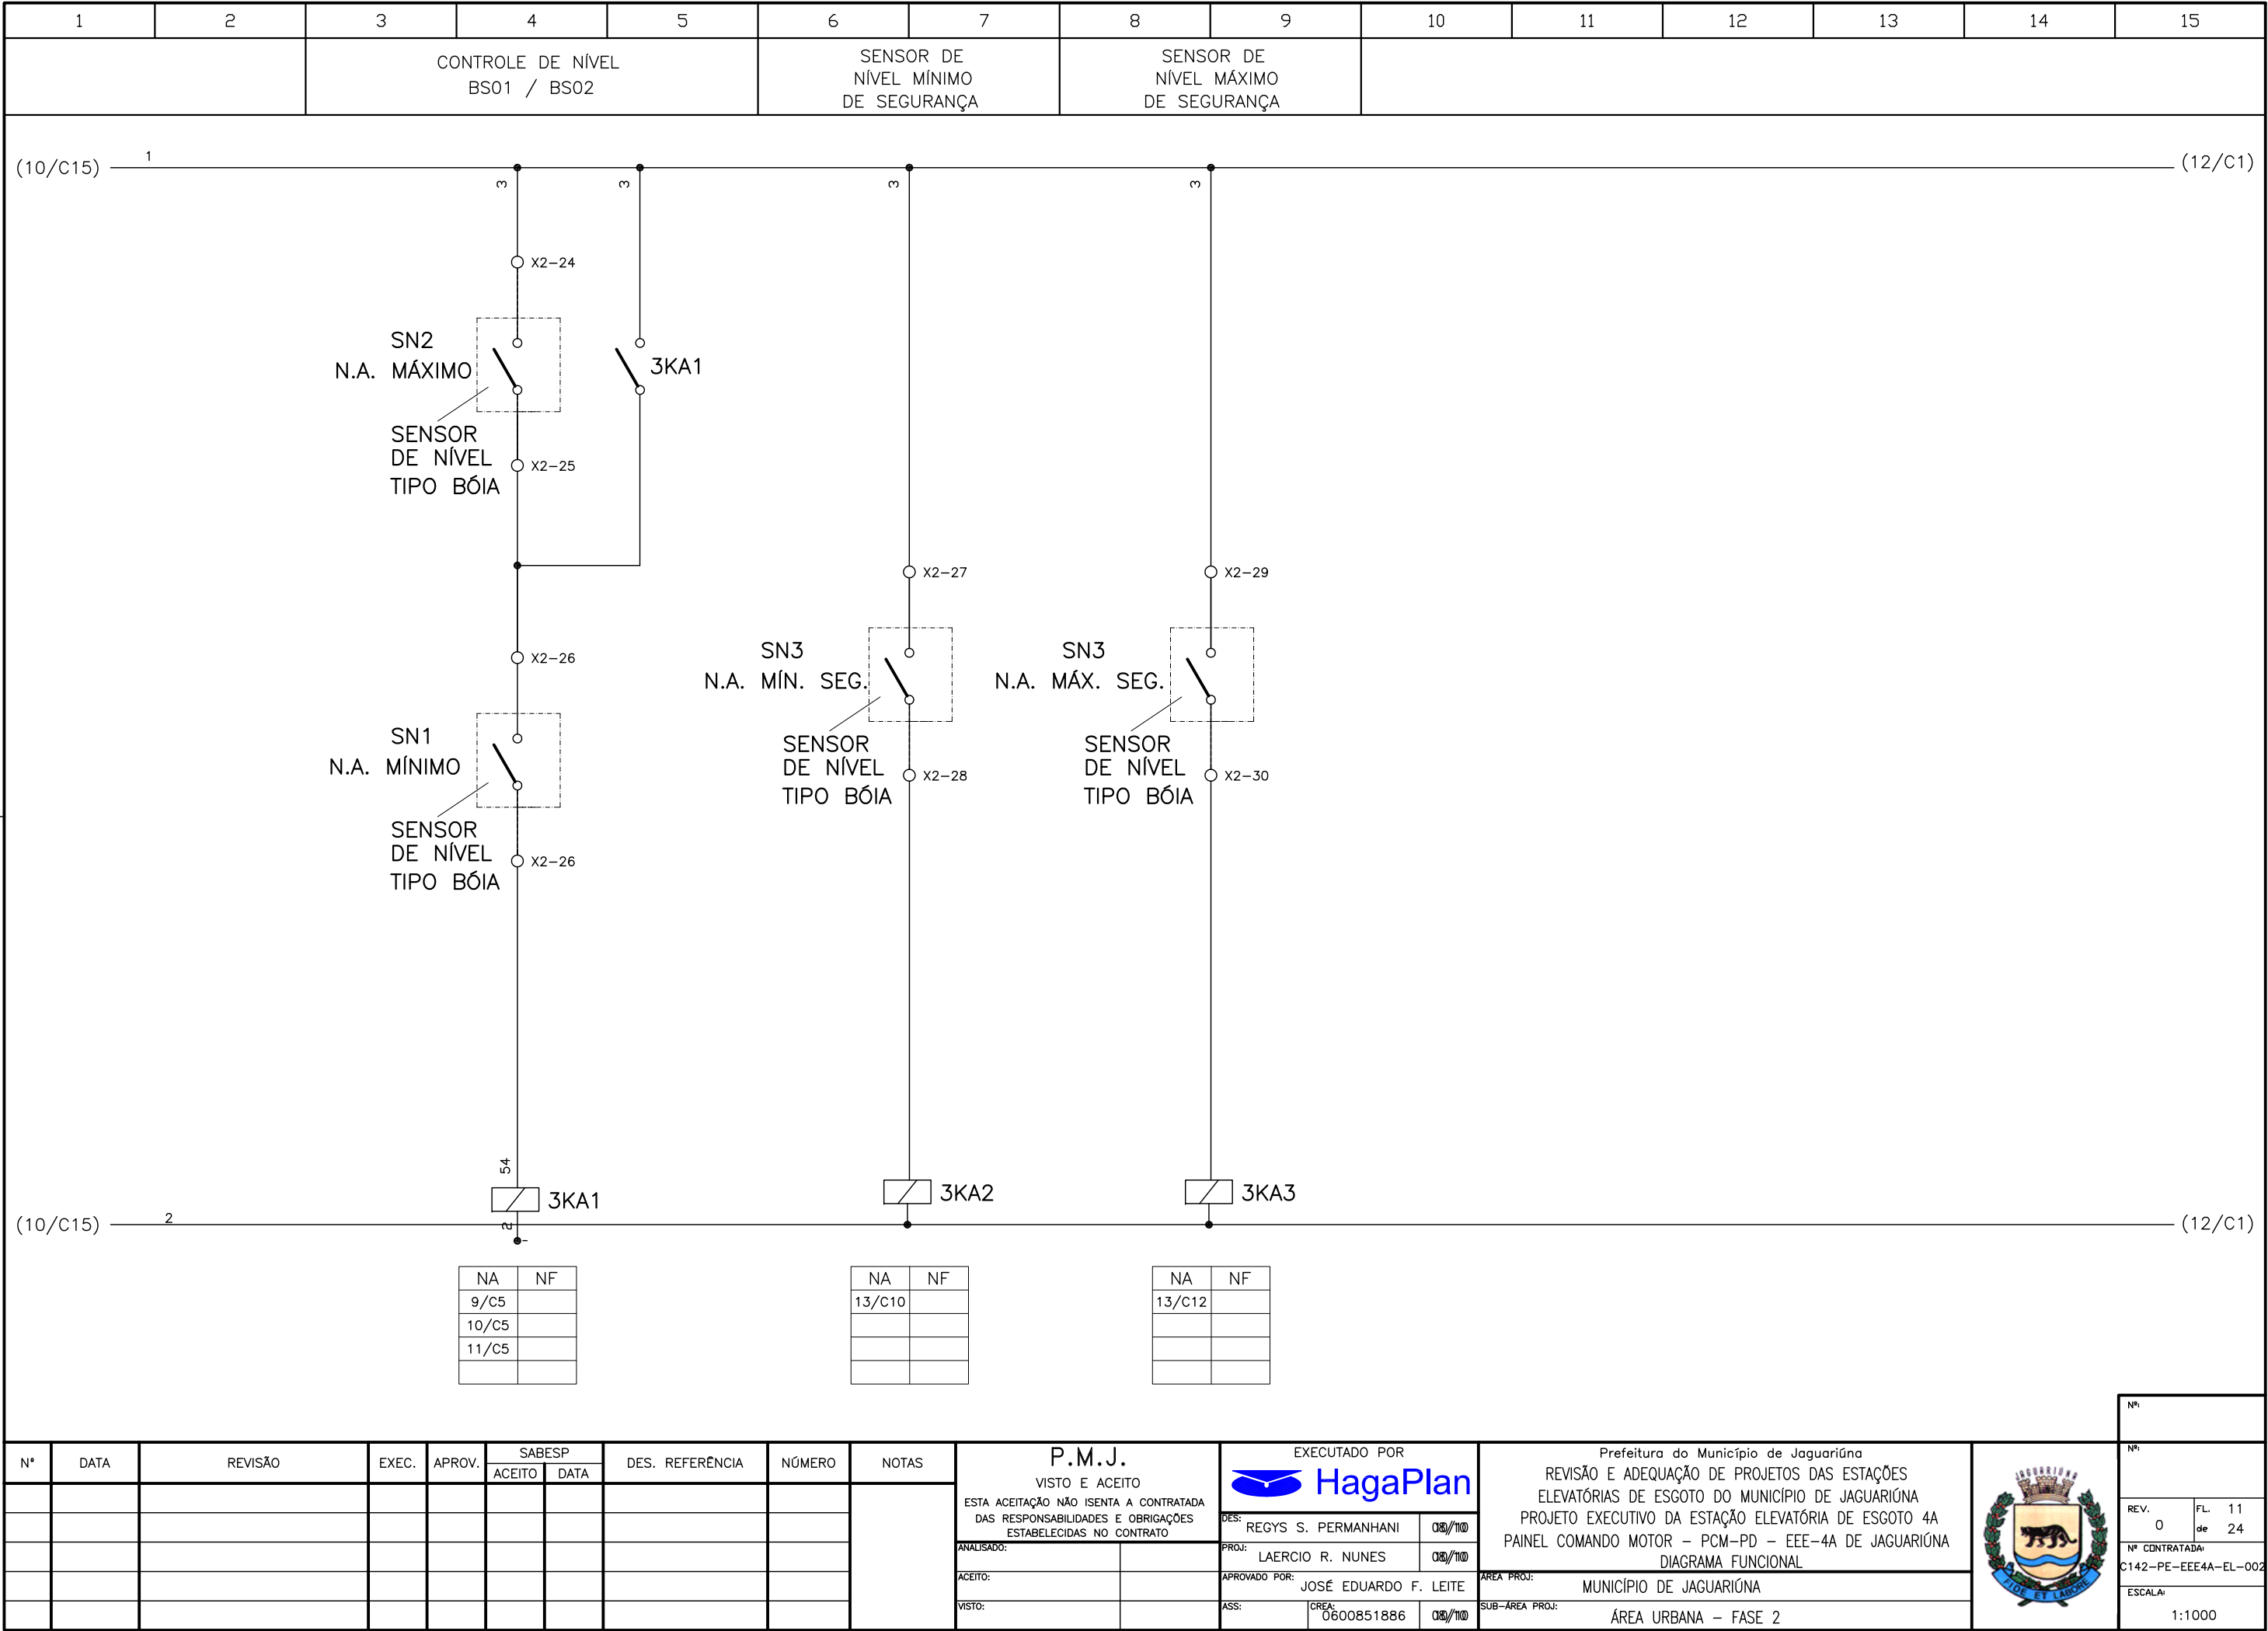 1 2 3 4 5 6 7 8 9 10 11 12 13 14 15
CONTROLE DE NÍVEL
BS01 / BS02
SENSOR DE
NÍVEL MÍNIMO
DE SEGURANÇA
SENSOR DE
NÍVEL MÁXIMO
DE SEGURANÇA
(10/C15) 1 (12/C1)
3 3 3 3
X2-24
SN2
N.A. MÁXIMO
3KA1
SENSOR
DE NÍVEL
TIPO BÓIA
X2-25
X2-26
SN1
N.A. MÍNIMO
SENSOR
DE NÍVEL
TIPO BÓIA
X2-26
X2-27
SN3
N.A. MÍN. SEG.
SENSOR
DE NÍVEL
TIPO BÓIA
X2-28
X2-29
SN3
N.A. MÁX. SEG.
SENSOR
DE NÍVEL
TIPO BÓIA
X2-30
54
3KA1
3KA2
3KA3
(10/C15) 2 2 (12/C1)
NA NF
9/C5
10/C5
11/C5
NA NF
13/C10
NA NF
13/C12
N° DATA REVISÃO EXEC. APROV. SABESP
ACEITO DATA
DES. REFERÊNCIA NÚMERO NOTAS
P.M.J.
VISTO E ACEITO
ESTA ACEITAÇÃO NÃO ISENTA A CONTRATADA
DAS RESPONSABILIDADES E OBRIGAÇÕES
ESTABELECIDAS NO CONTRATO
ANALISADO:
ACEITO:
VISTO:
EXECUTADO POR
HagaPlan
DES: REGYS S. PERMANHANI
PROJ: LAERCIO R. NUNES
APROVADO POR: JOSÉ EDUARDO F. LEITE
ASS: CREA: 0600851886
Prefeitura do Município de Jaguariúna
REVISÃO E ADEQUAÇÃO DE PROJETOS DAS ESTAÇÕES
ELEVATÓRIAS DE ESGOTO DO MUNICÍPIO DE JAGUARIÚNA
PROJETO EXECUTIVO DA ESTAÇÃO ELEVATÓRIA DE ESGOTO 4A
PAINEL COMANDO MOTOR - PCM-PD - EEE-4A DE JAGUARIÚNA
DIAGRAMA FUNCIONAL
ÁREA PROJ: MUNICÍPIO DE JAGUARIÚNA
SUB-ÁREA PROJ: ÁREA URBANA - FASE 2
JAGUARIÚNA
FIDE ET LABORE
Nº:
Nº:
REV. 0
FL. 11
de 24
Nº CONTRATADA:
C142-PE-EEE4A-EL-002
ESCALA:
1:1000